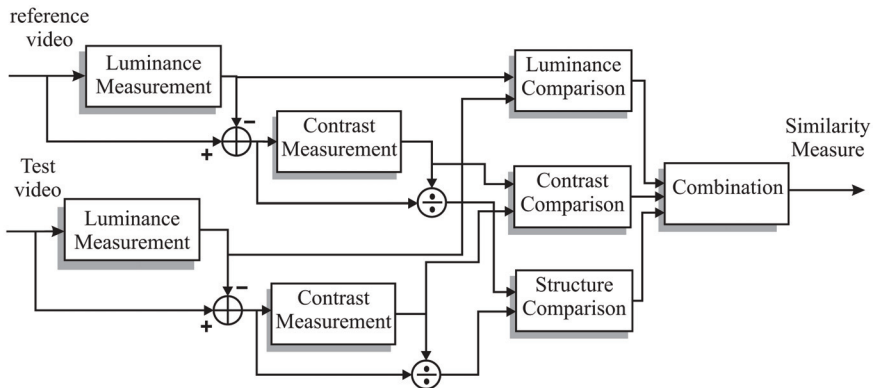 reference
video
Luminance
Measurement
Luminance
Comparison
−
+
Contrast
Measurement
Similarity
Measure
Test
video
÷
Contrast
Comparison
Combination
Luminance
Measurement
−
+
Contrast
Measurement
Structure
Comparison
÷